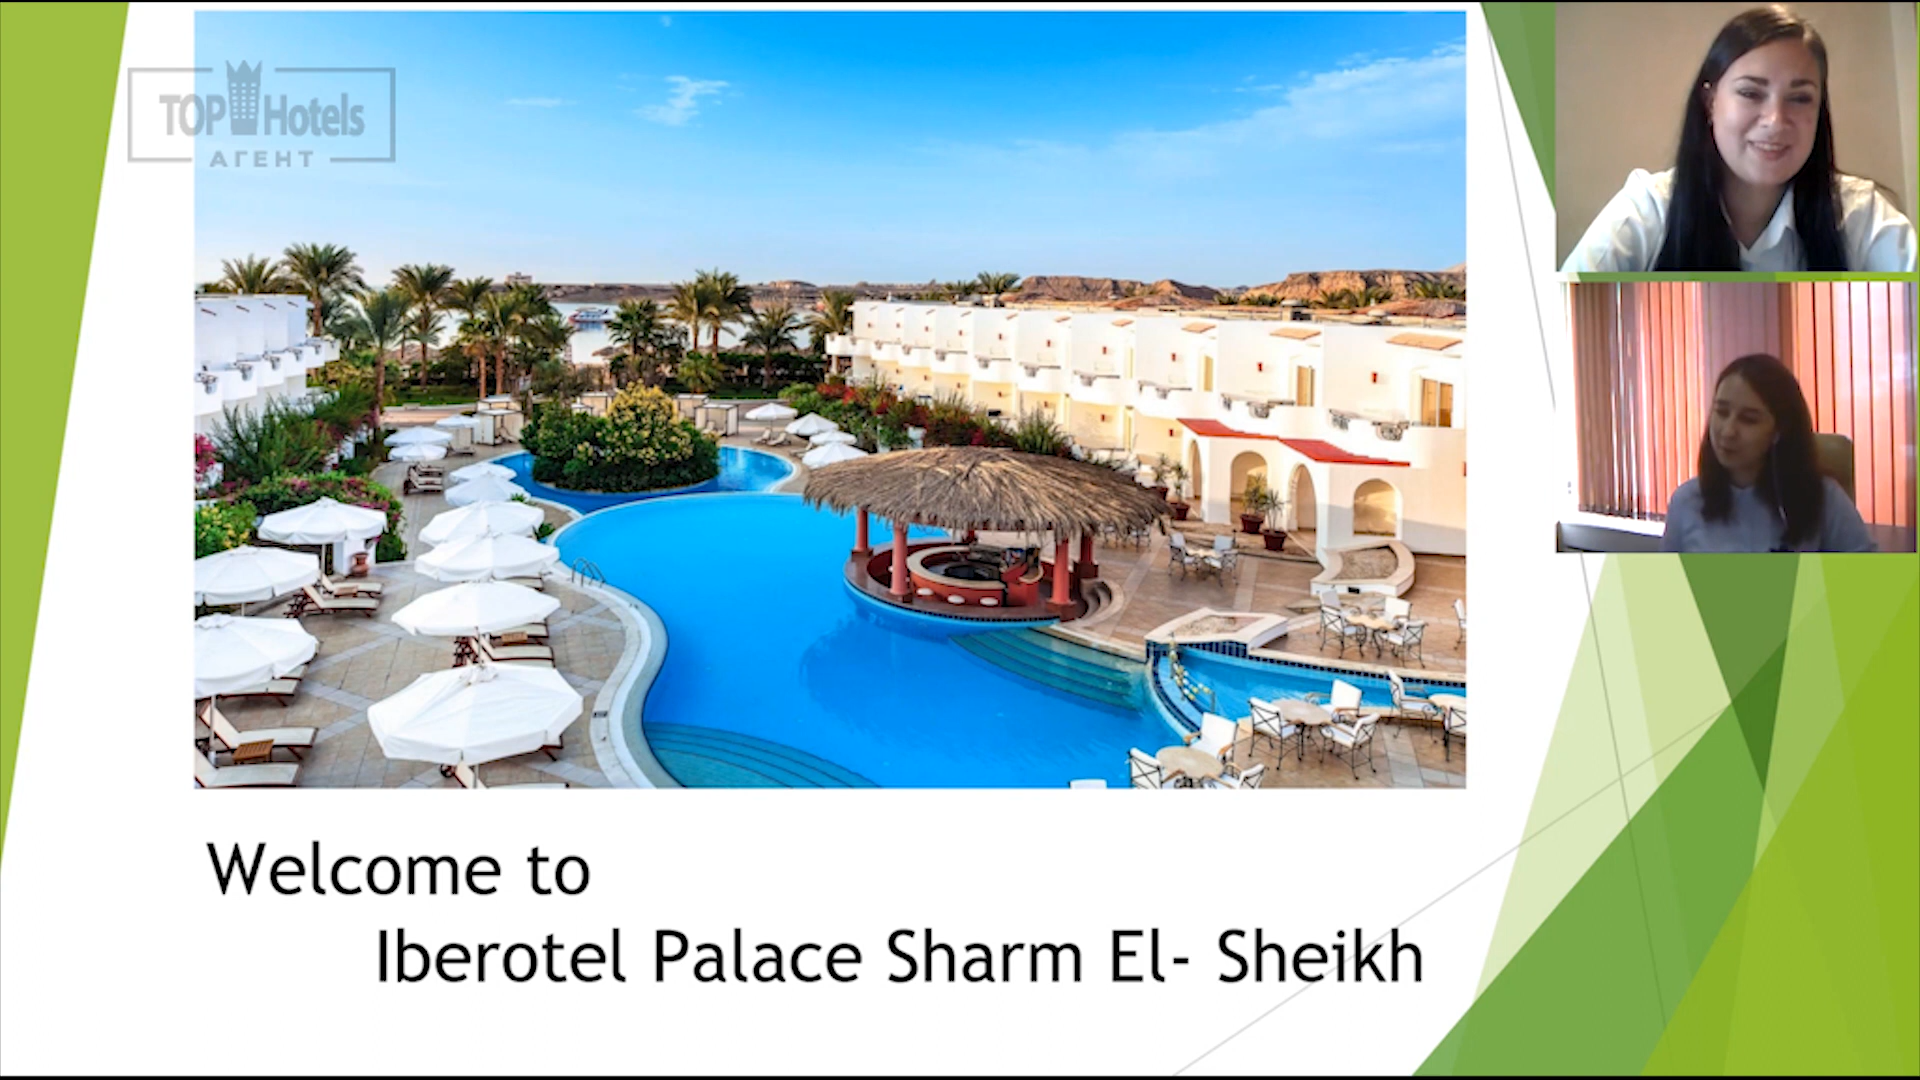 TOP Hotels
АГЕНТ
Welcome to
Iberotel Palace Sharm El- Sheikh